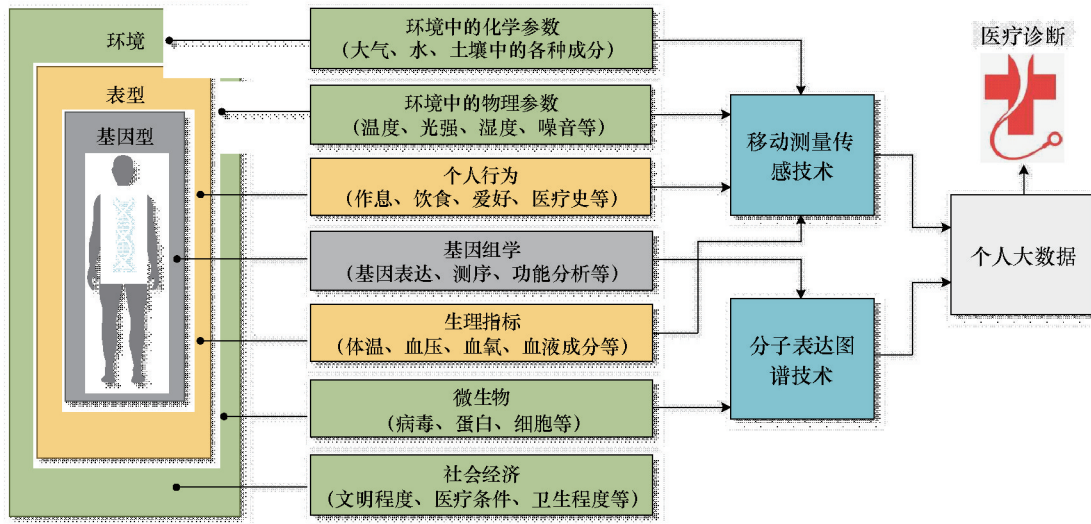 环境
表型
基因型
环境中的化学参数
(大气、水、土壤中的各种成分)
环境中的物理参数
(温度、光强、湿度、噪音等)
个人行为
(作息、饮食、爱好、医疗史等)
基因组学
(基因表达、测序、功能分析等)
生理指标
(体温、血压、血氧、血液成分等)
微生物
(病毒、蛋白、细胞等)
社会经济
(文明程度、医疗条件、卫生程度等)
移动测量传
感技术
分子表达图
谱技术
医疗诊断
个人大数据